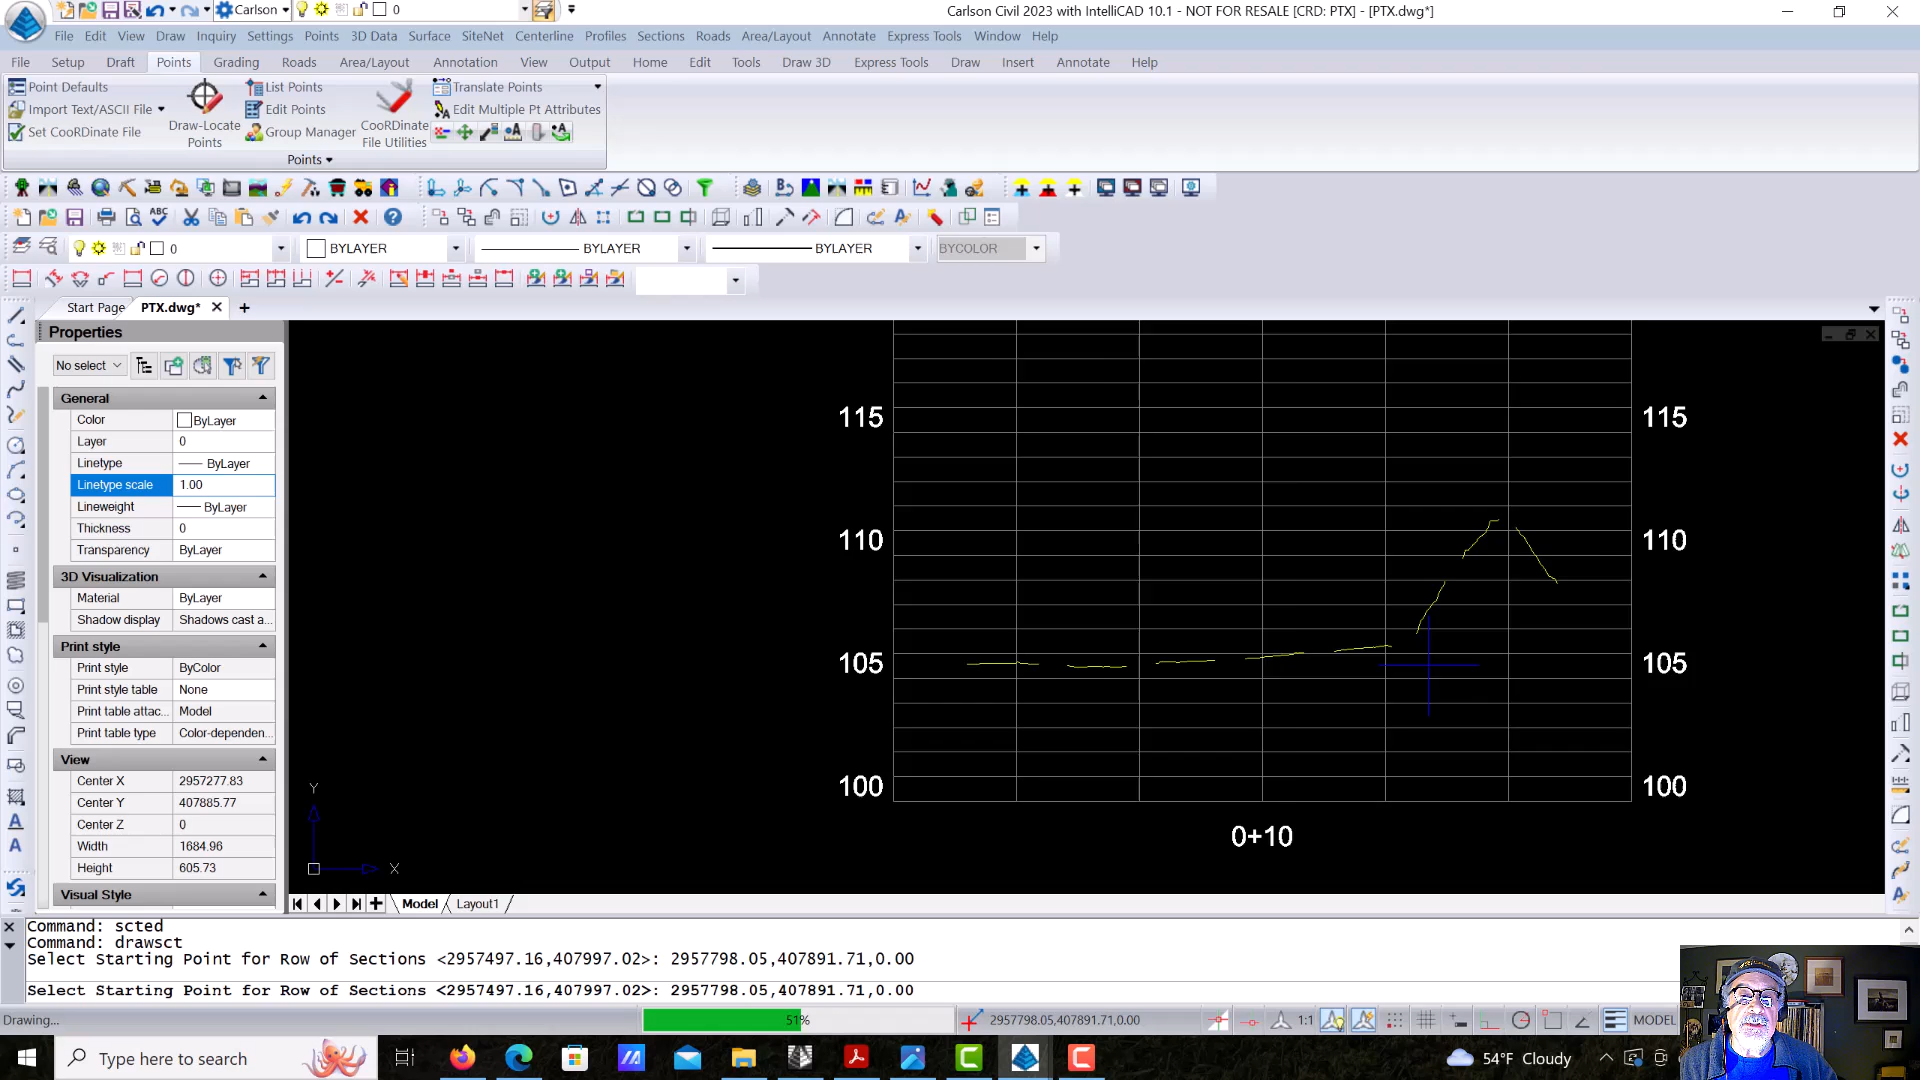 Carlson
0
Carlson Civil 2023 with IntelliCAD 10.1 - NOT FOR RESALE [CRD: PTX] - [PTX.dwg*]
File Edit View Draw Inquiry Settings Points 3D Data Surface SiteNet Centerline Profiles Sections Roads Area/Layout Annotate Express Tools Window Help
File Setup Draft Points Grading Roads Area/Layout Annotation View Output Home Edit Tools Draw 3D Express Tools Draw Insert Annotate Help
Point Defaults
Import Text/ASCII File
Set CooRDinate File
Draw-Locate
Points
List Points
Edit Points
Group Manager
CooRDinate
File Utilities
Translate Points
Edit Multiple Pt Attributes
Points
ABC
0
BYLAYER
BYLAYER
BYLAYER
BYCOLOR
Start Page
PTX.dwg*
Properties
No select
General
Color ByLayer
Layer 0
Linetype ByLayer
Linetype scale 1.00
Lineweight ByLayer
Thickness 0
Transparency ByLayer
3D Visualization
Material ByLayer
Shadow display Shadows cast a...
Print style
Print style ByColor
Print style table None
Print table attac... Model
Print table type Color-dependen...
View
Center X 2957277.83
Center Y 407885.77
Center Z 0
Width 1684.96
Height 605.73
Visual Style
115 115
110 110
105 105
100 100
0+10
Y
X
Model Layout1
Command: scted
Command: drawsct
Select Starting Point for Row of Sections <2957497.16,407997.02>: 2957798.05,407891.71,0.00
Select Starting Point for Row of Sections <2957497.16,407997.02>: 2957798.05,407891.71,0.00
Drawing...
51%
2957798.05,407891.71,0.00
1:1
MODEL
Type here to search
54°F Cloudy